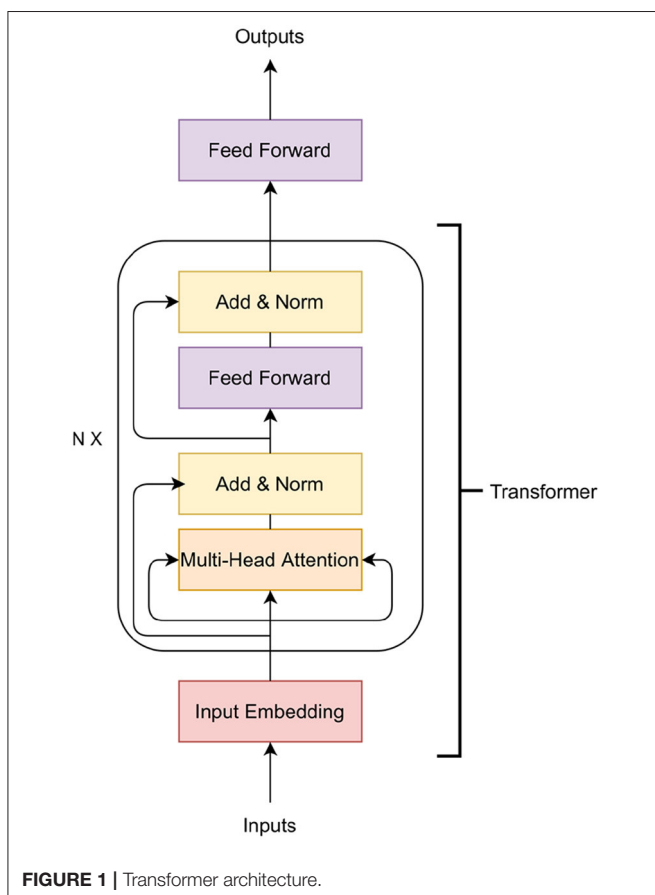 Outputs
Feed Forward
Add & Norm
Feed Forward
N X
Add & Norm
Transformer
Multi-Head Attention
Input Embedding
Inputs
FIGURE 1 | Transformer architecture.